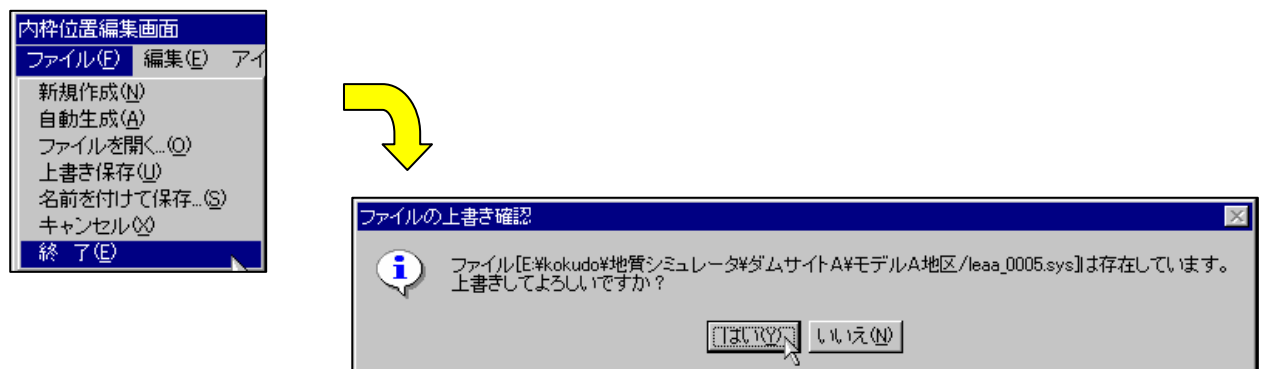 内枠位置編集画面
ファイル(F) 編集(E) アイ
新規作成(N)
自動生成(A)
ファイルを開く...(O)
上書き保存(U)
名前を付けて保存...(S)
キャンセル(X)
終 了(E)
ファイルの上書き確認
ファイル[E:¥kokudo¥地質シミュレータ¥ダムサイトA¥モデルA地区/leaa_0005.sys]は存在しています。
上書きしてよろしいですか？
はい(Y) いいえ(N)